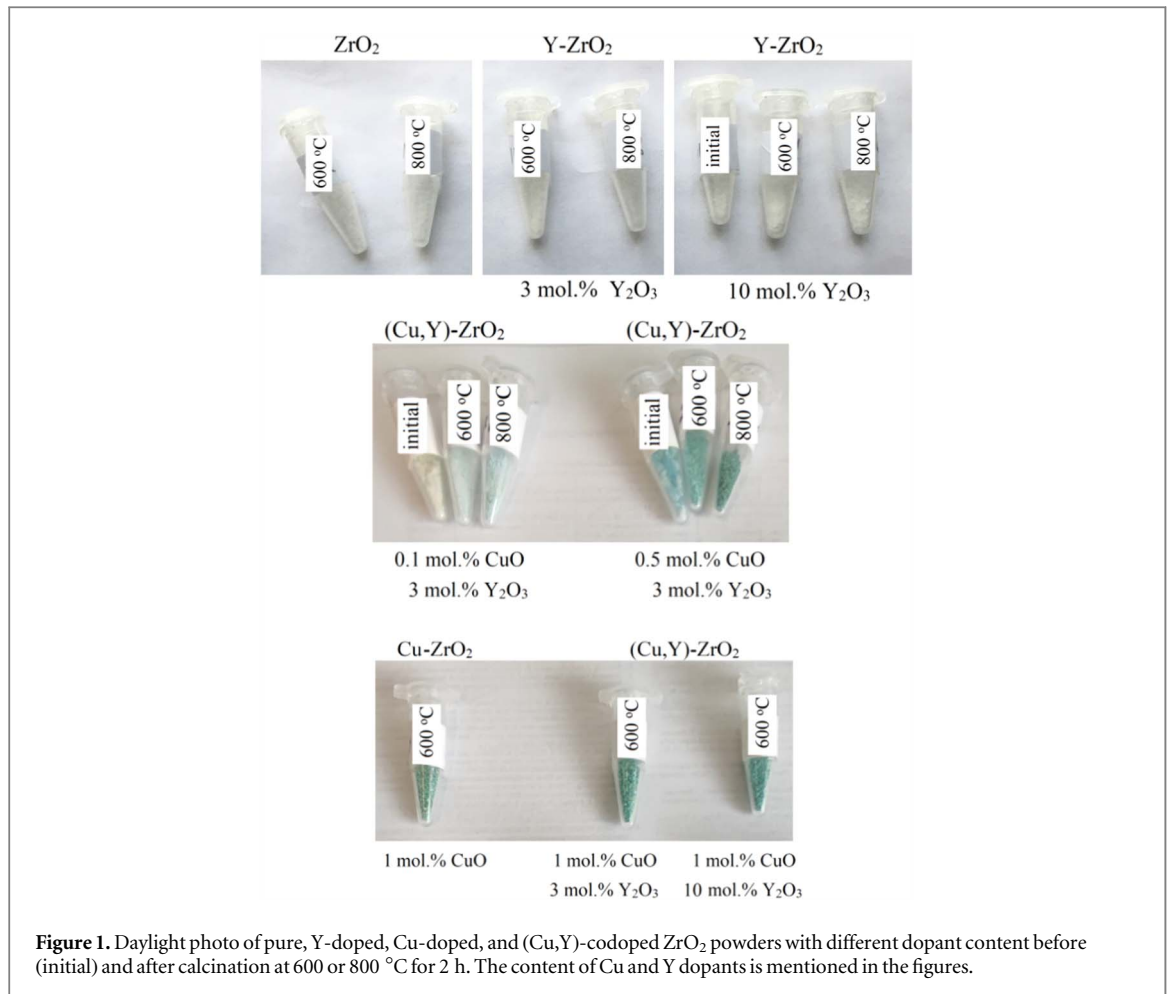 ZrO₂ Y-ZrO₂ Y-ZrO₂
600 °C 800 °C 600 °C 800 °C initial 600 °C 800 °C
3 mol.% Y₂O₃ 10 mol.% Y₂O₃
(Cu,Y)-ZrO₂ (Cu,Y)-ZrO₂
initial 600 °C 800 °C initial 600 °C 800 °C
0.1 mol.% CuO 0.5 mol.% CuO
3 mol.% Y₂O₃ 3 mol.% Y₂O₃
Cu-ZrO₂ (Cu,Y)-ZrO₂
600 °C 600 °C 600 °C
1 mol.% CuO 1 mol.% CuO 1 mol.% CuO
3 mol.% Y₂O₃ 10 mol.% Y₂O₃
Figure 1. Daylight photo of pure, Y-doped, Cu-doped, and (Cu,Y)-codoped ZrO₂ powders with different dopant content before
(initial) and after calcination at 600 or 800 °C for 2 h. The content of Cu and Y dopants is mentioned in the figures.